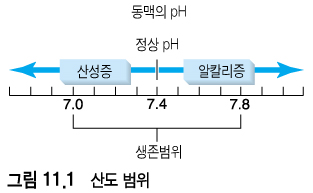 동맥의 pH
정상 pH
산성증 알칼리증
7.0 7.4 7.8
생존범위
그림 11.1 산도 범위